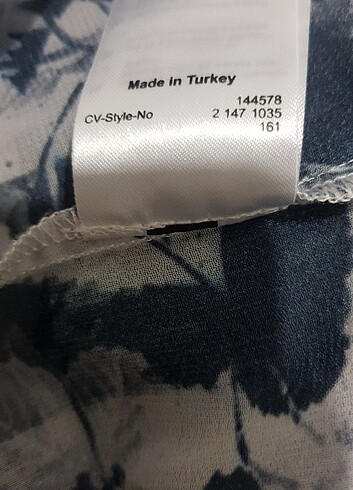 Made in Turkey
144578
CV-Style-No 2 147 1035
161